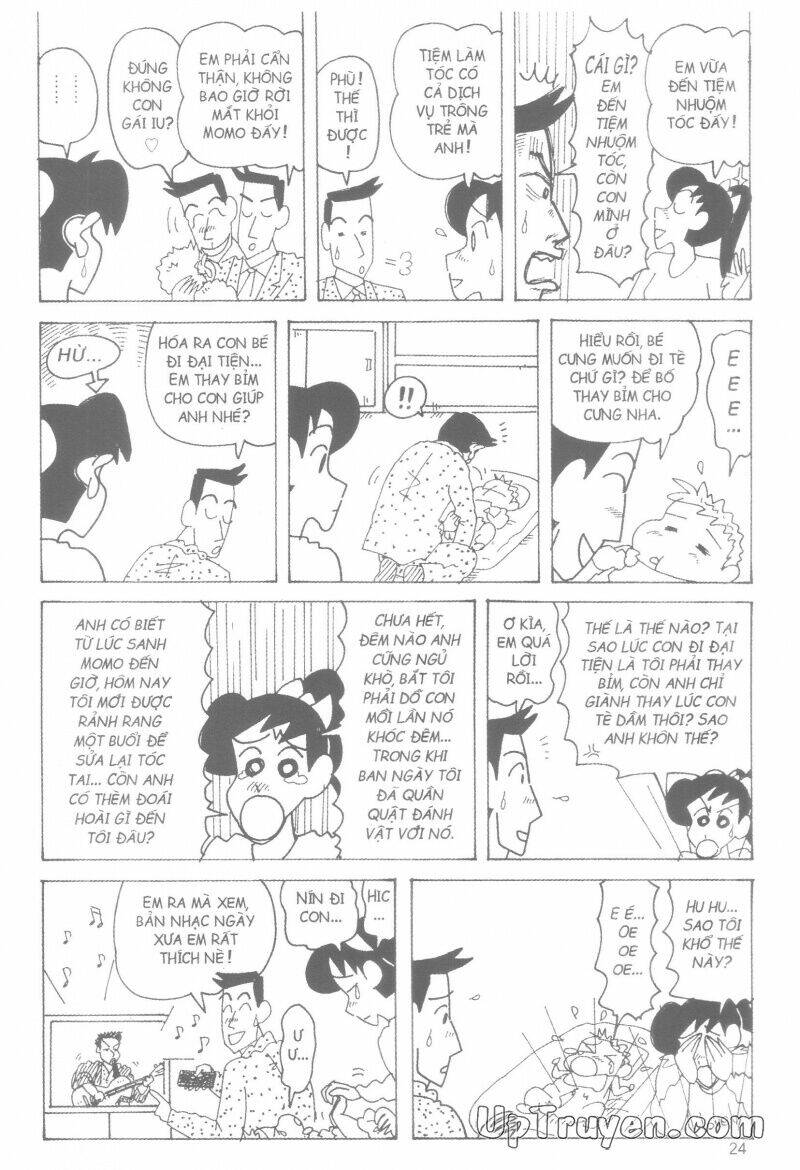 EM VỪA
ĐẾN TIỆM
NHUỘM
TÓC ĐẤY!
CÁI GÌ?
EM
ĐẾN
TIỆM
NHUỘM
TÓC,
CÒN
CON
MÌNH
Ở
ĐÂU?
TIỆM LÀM
TÓC CÓ
CẢ DỊCH
VỤ TRÔNG
TRẺ MÀ
ANH!
PHÙ!
THẾ
THÌ
ĐƯỢC
!
EM PHẢI CẨN
THẬN, KHÔNG
BAO GIỜ RỜI
MẮT KHỎI
MOMO ĐẤY!
ĐÚNG
KHÔNG
CON
GÁI IU?
♡
......
E
E
E
...
HIỂU RỒI, BÉ
CƯNG MUỐN ĐI TÈ
CHỨ GÌ? ĐỂ BỐ
THAY BỈM CHO
CƯNG NHA.
!!
HÓA RA CON BÉ
ĐI ĐẠI TIỆN...
EM THAY BỈM
CHO CON GIÚP
ANH NHÉ?
HỪ...
THẾ LÀ THẾ NÀO? TẠI
SAO LÚC CON ĐI ĐẠI
TIỆN LÀ TÔI PHẢI THAY
BỈM, CÒN ANH CHỈ
GIÀNH THAY LÚC CON
TÈ DẦM THÔI? SAO
ANH KHÔN THẾ?
Ơ KÌA,
EM QUÁ
LỜI
RỒI...
CHƯA HẾT,
ĐÊM NÀO ANH
CŨNG NGỦ
KHÒ, BẮT TÔI
PHẢI DỖ CON
MỖI LẦN NÓ
KHÓC ĐÊM...
TRONG KHI
BAN NGÀY TÔI
ĐÃ QUẦN
QUẬT ĐÁNH
VẬT VỚI NÓ.
ANH CÓ BIẾT
TỪ LÚC SANH
MOMO ĐẾN
GIỜ, HÔM NAY
TÔI MỚI ĐƯỢC
RẢNH RANG
MỘT BUỔI ĐỂ
SỬA LẠI TÓC
TAI... CÒN ANH
CÓ THÈM ĐOÁI
HOÀI GÌ ĐẾN
TÔI ĐÂU?
HU HU...
SAO TÔI
KHỔ THẾ
NÀY?
E É...
OE
OE
OE...
HIC
...
NÍN ĐI
CON...
Ư
Ư...
EM RA MÀ XEM,
BẢN NHẠC NGÀY
XƯA EM RẤT
THÍCH NÈ!
UpTruyen.com
24